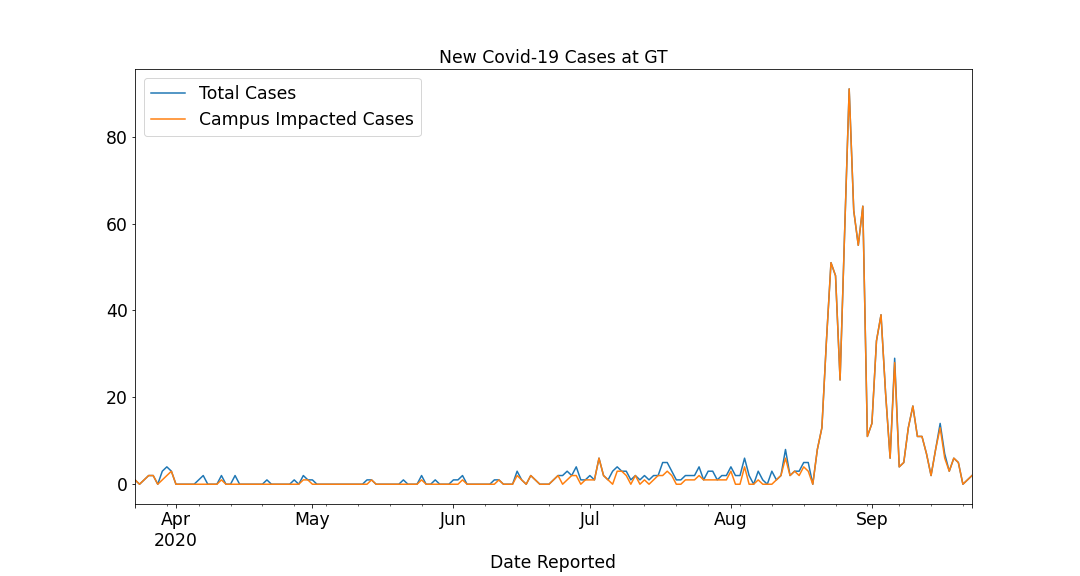 New Covid-19 Cases at GT
Total Cases
Campus Impacted Cases
80
60
40
20
0
Apr May Jun Jul Aug Sep
2020
Date Reported